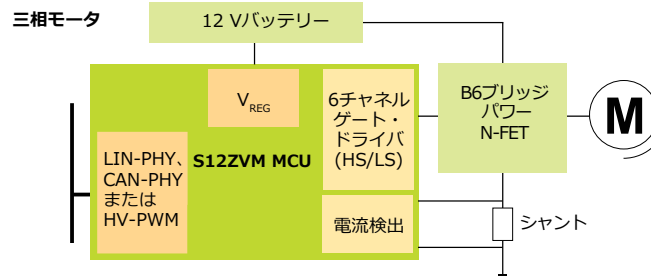 三相モータ
12 Vバッテリー
VREG
6チャネル
ゲート・
ドライバ
(HS/LS)
B6ブリッジ
パワー
N-FET
M
LIN-PHY、
CAN-PHY
または
HV-PWM
S12ZVM MCU
電流検出
シャント